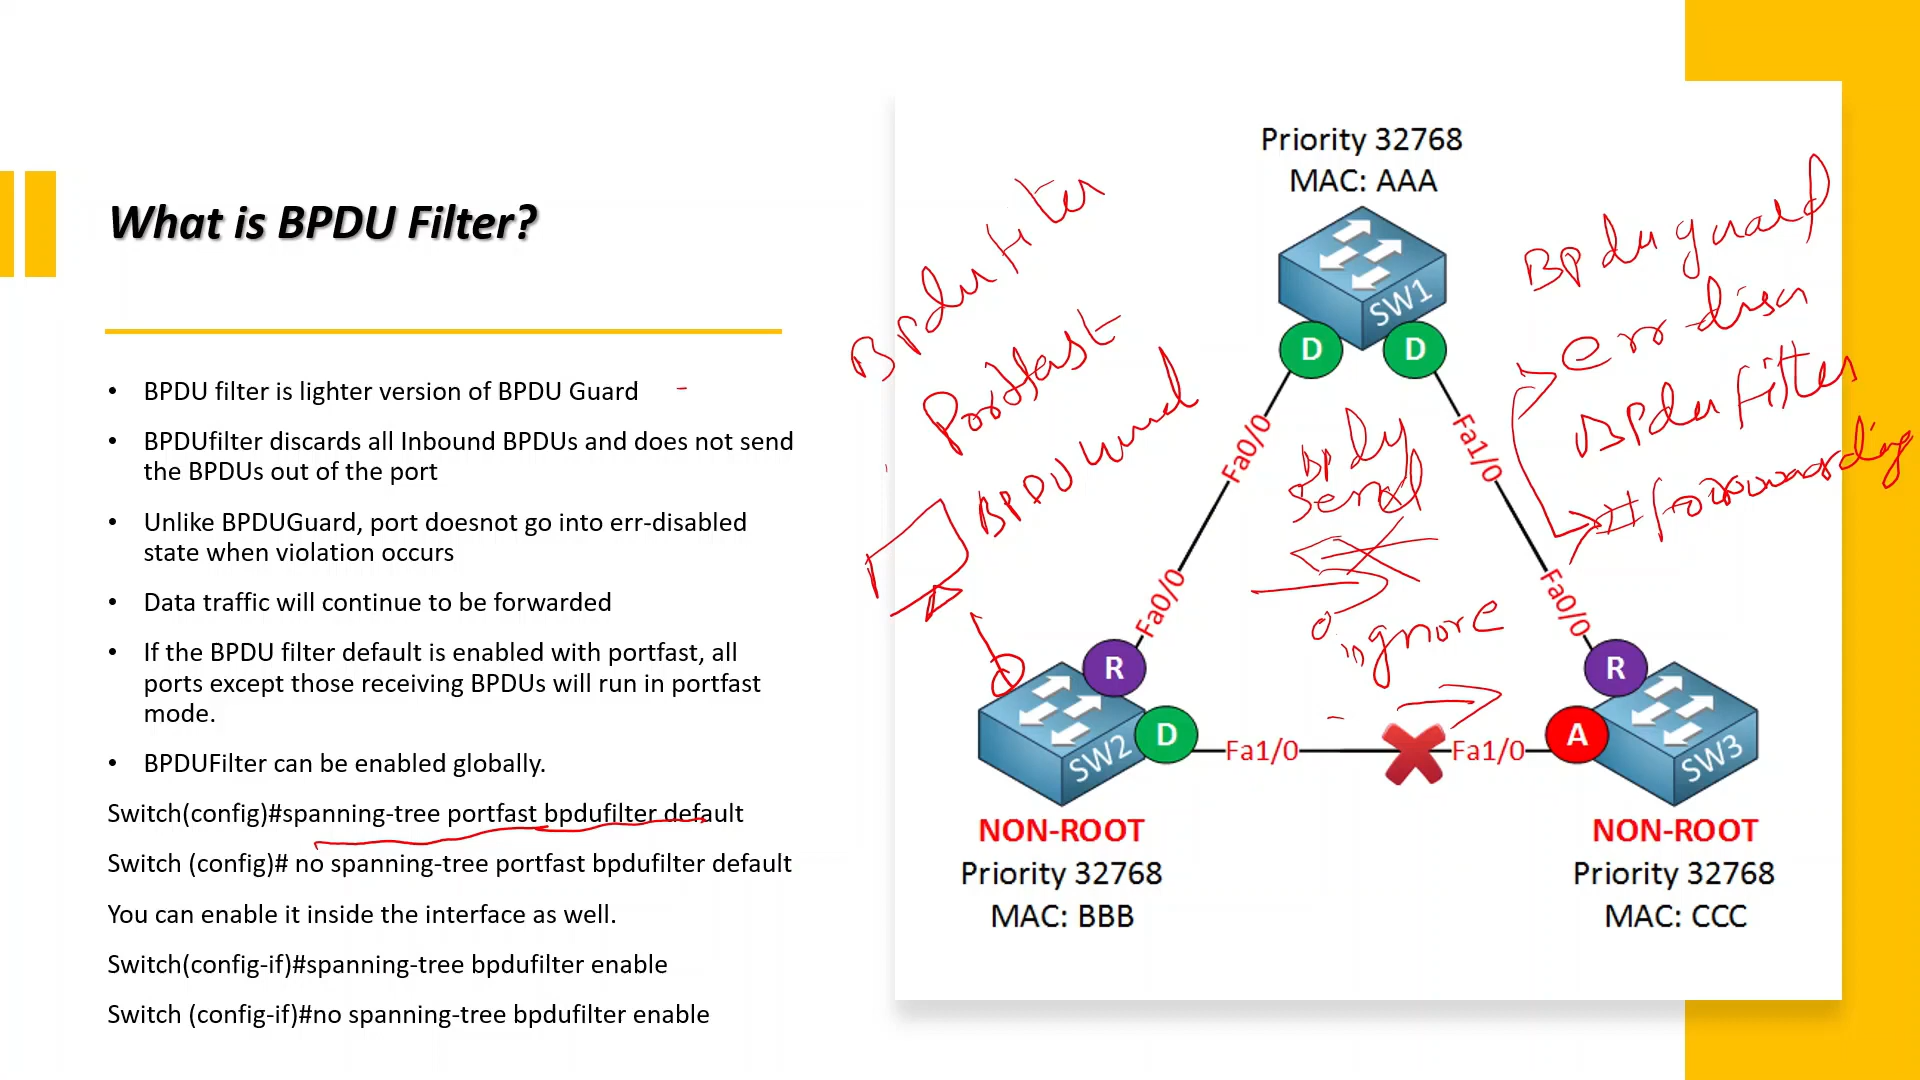 What is BPDU Filter?
• BPDU filter is lighter version of BPDU Guard
• BPDUfilter discards all Inbound BPDUs and does not send
the BPDUs out of the port
• Unlike BPDUGuard, port doesnot go into err-disabled
state when violation occurs
• Data traffic will continue to be forwarded
• If the BPDU filter default is enabled with portfast, all
ports except those receiving BPDUs will run in portfast
mode.
• BPDUFilter can be enabled globally.
Switch(config)#spanning-tree portfast bpdufilter default
Switch (config)# no spanning-tree portfast bpdufilter default
You can enable it inside the interface as well.
Switch(config-if)#spanning-tree bpdufilter enable
Switch (config-if)#no spanning-tree bpdufilter enable
Priority 32768
MAC: AAA
SW1
D
D
Fa0/0
Fa1/0
Fa0/0
Fa0/0
R
R
D
A
SW2
SW3
Fa1/0
Fa1/0
NON-ROOT
Priority 32768
MAC: BBB
NON-ROOT
Priority 32768
MAC: CCC
Bpdu filter
Portfast
BPDU
Bpdu
Send
ignore
Bpdu guard
err-disa
Bpdu filter
forwarding